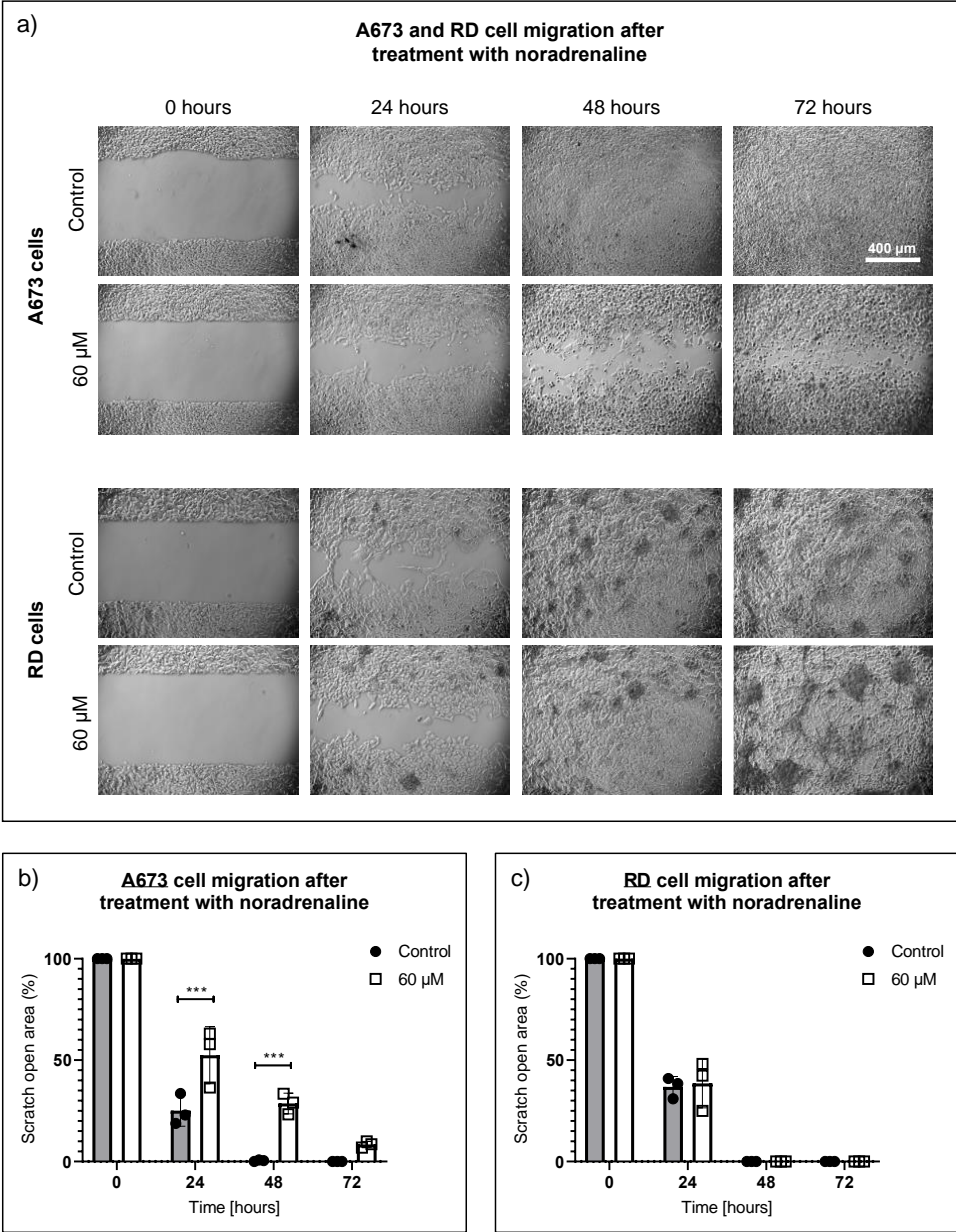 a)
A673 and RD cell migration after
treatment with noradrenaline
0 hours
24 hours
48 hours
72 hours
A673 cells
Control
400 µm
60 µM
RD cells
Control
60 µM
b)
A673 cell migration after
treatment with noradrenaline
Control
60 µM
Scratch open area (%)
100
50
0
***
***
0
24
48
72
Time [hours]
c)
RD cell migration after
treatment with noradrenaline
Control
60 µM
Scratch open area (%)
100
50
0
0
24
48
72
Time [hours]